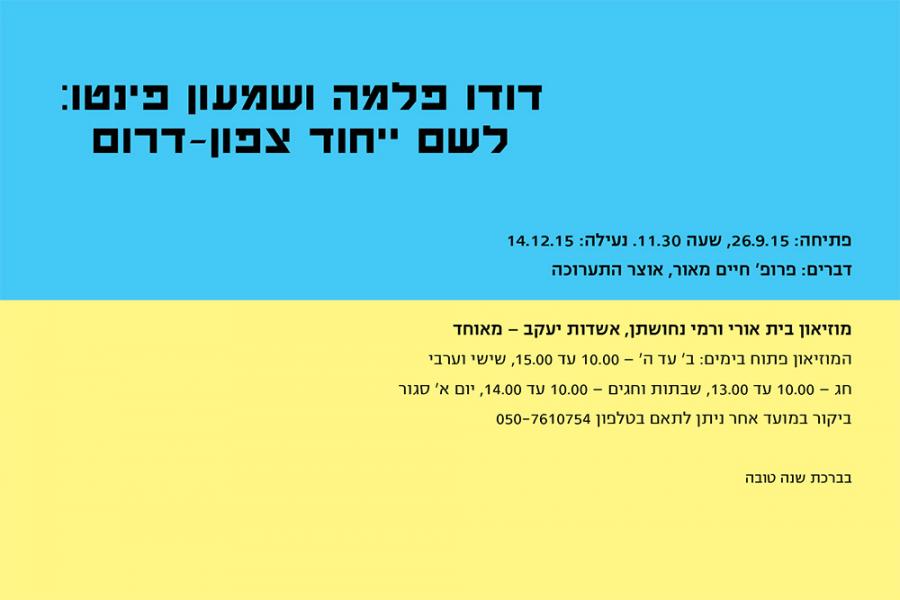 דודו פלמה ושמעון פינטו:
לשם ייחוד צפון-דרום
פתיחה: 26.9.15, שעה 11.30. נעילה: 14.12.15
דברים: פרופ' חיים מאור, אוצר התערוכה
מוזיאון בית אורי ורמי נחושתן, אשדות יעקב – מאוחד
המוזיאון פתוח בימים: ב' עד ה' – 10.00 עד 15.00, שישי וערבי
חג – 10.00 עד 13.00, שבתות וחגים – 10.00 עד 14.00, יום א' סגור
ביקור במועד אחר ניתן לתאם בטלפון 050-7610754
בברכת שנה טובה